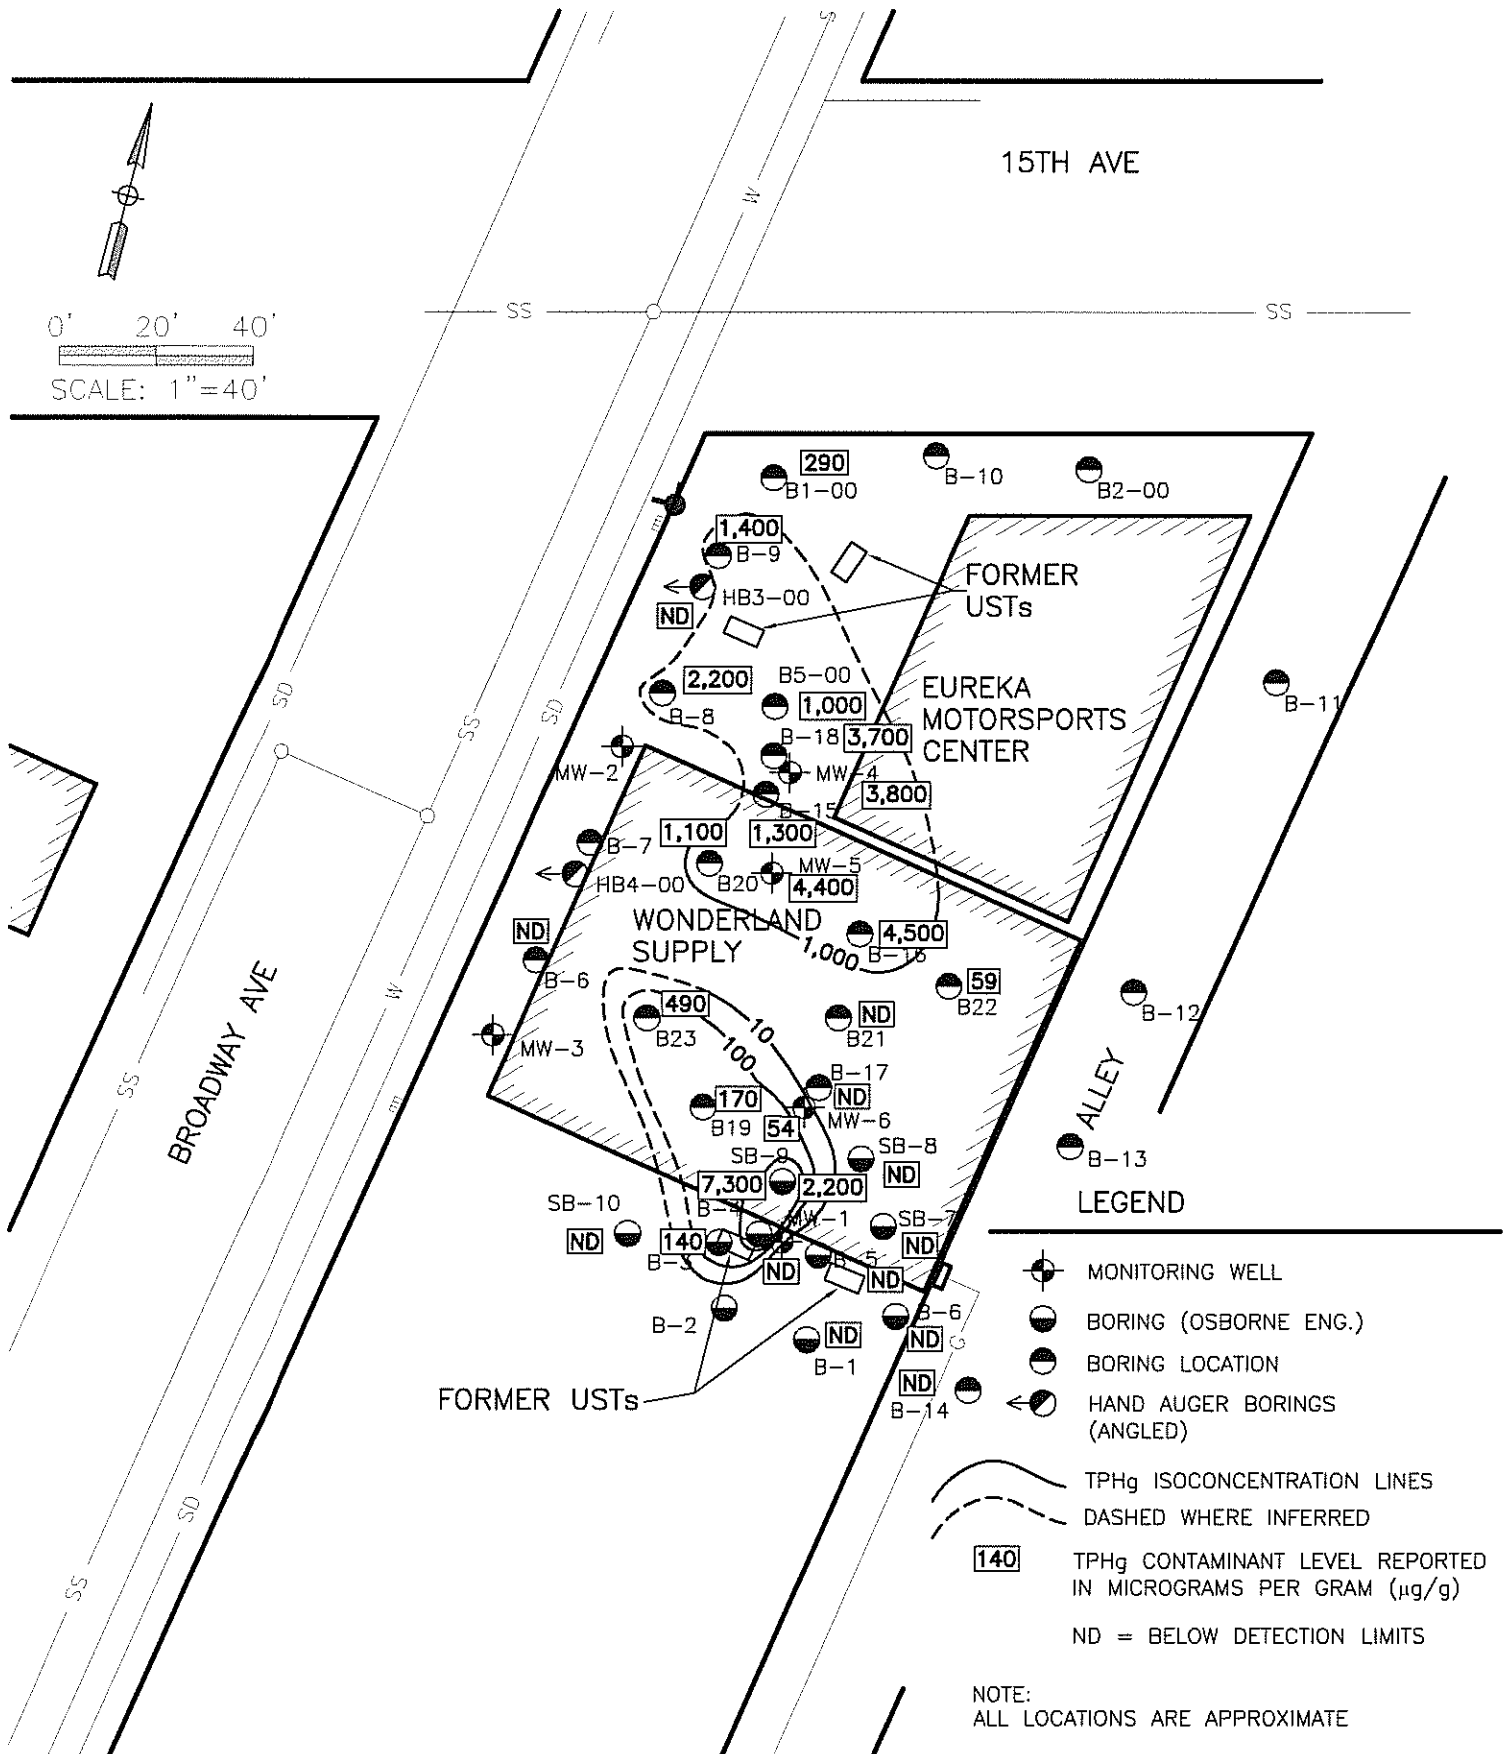 S
15TH AVE
W
SS
SS
0' 20' 40'
SCALE: 1"=40'
290
B1-00
B-10
B2-00
1,400
B-9
HB3-00
ND
FORMER
USTs
SD
SS
SD
2,200
B-8
B5-00
1,000
EUREKA
MOTORSPORTS
CENTER
B-11
B-18
3,700
MW-2
MW-4
3,800
B-15
1,100
1,300
B-7
B20
MW-5
4,400
HB4-00
WONDERLAND
SUPPLY
4,500
B-16
1,000
ND
B-6
59
B22
B-12
490
B23
10
100
ND
B21
MW-3
W
SS
BROADWAY AVE
B-17
ND
170
B19
54
MW-6
ALLEY
B-13
SB-9
SB-8
ND
7,300
2,200
LEGEND
SB-10
ND
B-4
MW-1
SB-7
ND
140
B-3
ND
B-5
ND
MONITORING WELL
B-2
B-6
ND
BORING (OSBORNE ENG.)
ND
B-1
G
BORING LOCATION
ND
B-14
FORMER USTs
HAND AUGER BORINGS
(ANGLED)
TPHg ISOCONCENTRATION LINES
DASHED WHERE INFERRED
SD
SS
140
TPHg CONTAMINANT LEVEL REPORTED
IN MICROGRAMS PER GRAM (μg/g)
ND = BELOW DETECTION LIMITS
NOTE:
ALL LOCATIONS ARE APPROXIMATE